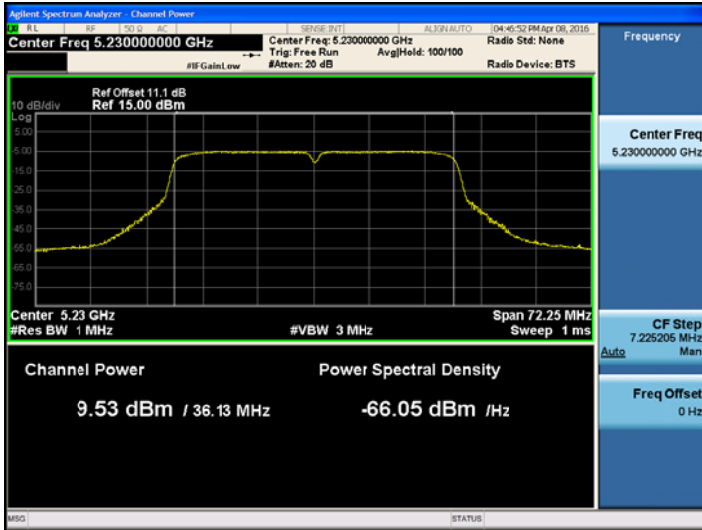 Agilent Spectrum Analyzer - Channel Power
RL RF 50 Ω AC SENSE:INT ALIGN AUTO 04:46:52 PM Apr 08, 2016
Center Freq 5.230000000 GHz
Center Freq: 5.230000000 GHz Radio Std: None
Trig: Free Run Avg|Hold: 100/100
#IFGain:Low #Atten: 20 dB Radio Device: BTS
Frequency
Ref Offset 11.1 dB
10 dB/div Ref 15.00 dBm
Log
5.00
-5.00
-15.0
-25.0
-35.0
-45.0
-55.0
-65.0
-75.0
Center Freq
5.230000000 GHz
Center 5.23 GHz Span 72.25 MHz
#Res BW 1 MHz #VBW 3 MHz Sweep 1 ms
CF Step
7.225205 MHz
Auto Man
Channel Power Power Spectral Density
9.53 dBm / 36.13 MHz -66.05 dBm /Hz
Freq Offset
0 Hz
MSG STATUS